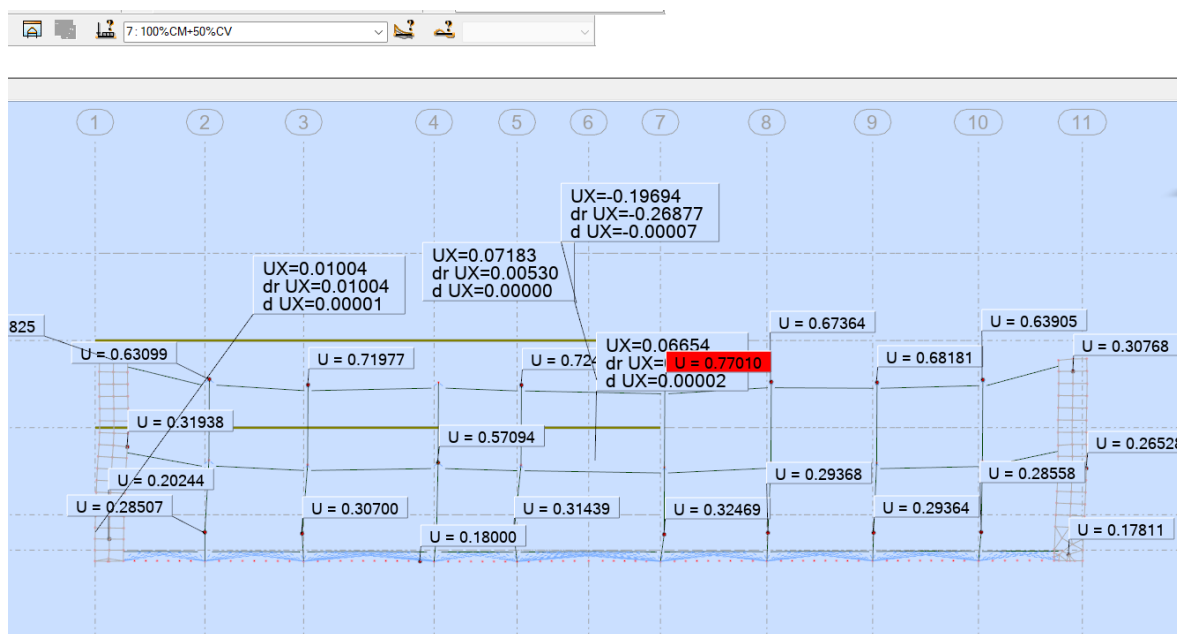 7 : 100%CM+50%CV
1 2 3 4 5 6 7 8 9 10 11
UX=-0.19694
dr UX=-0.26877
d UX=-0.00007
UX=0.07183
dr UX=0.00530
d UX=0.00000
UX=0.01004
dr UX=0.01004
d UX=0.00001
825
U = 0.67364
U = 0.63905
UX=0.06654
dr UX=
d UX=0.00002
U = 0.77010
U = 0.63099
U = 0.71977
U = 0.72
U = 0.68181
U = 0.30768
U = 0.31938
U = 0.57094
U = 0.26528
U = 0.20244
U = 0.29368
U = 0.28558
U = 0.28507
U = 0.30700
U = 0.31439
U = 0.32469
U = 0.29364
U = 0.18000
U = 0.17811